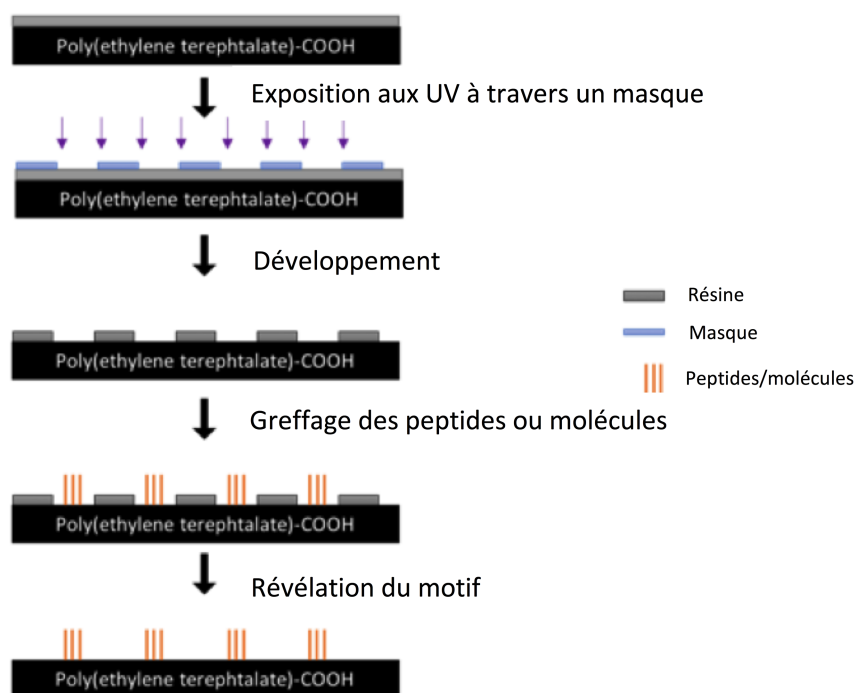 Poly(ethylene terephtalate)-COOH
Exposition aux UV à travers un masque
Poly(ethylene terephtalate)-COOH
Développement
Résine
Masque
Poly(ethylene terephtalate)-COOH
Peptides/molécules
Greffage des peptides ou molécules
Poly(ethylene terephtalate)-COOH
Révélation du motif
Poly(ethylene terephtalate)-COOH